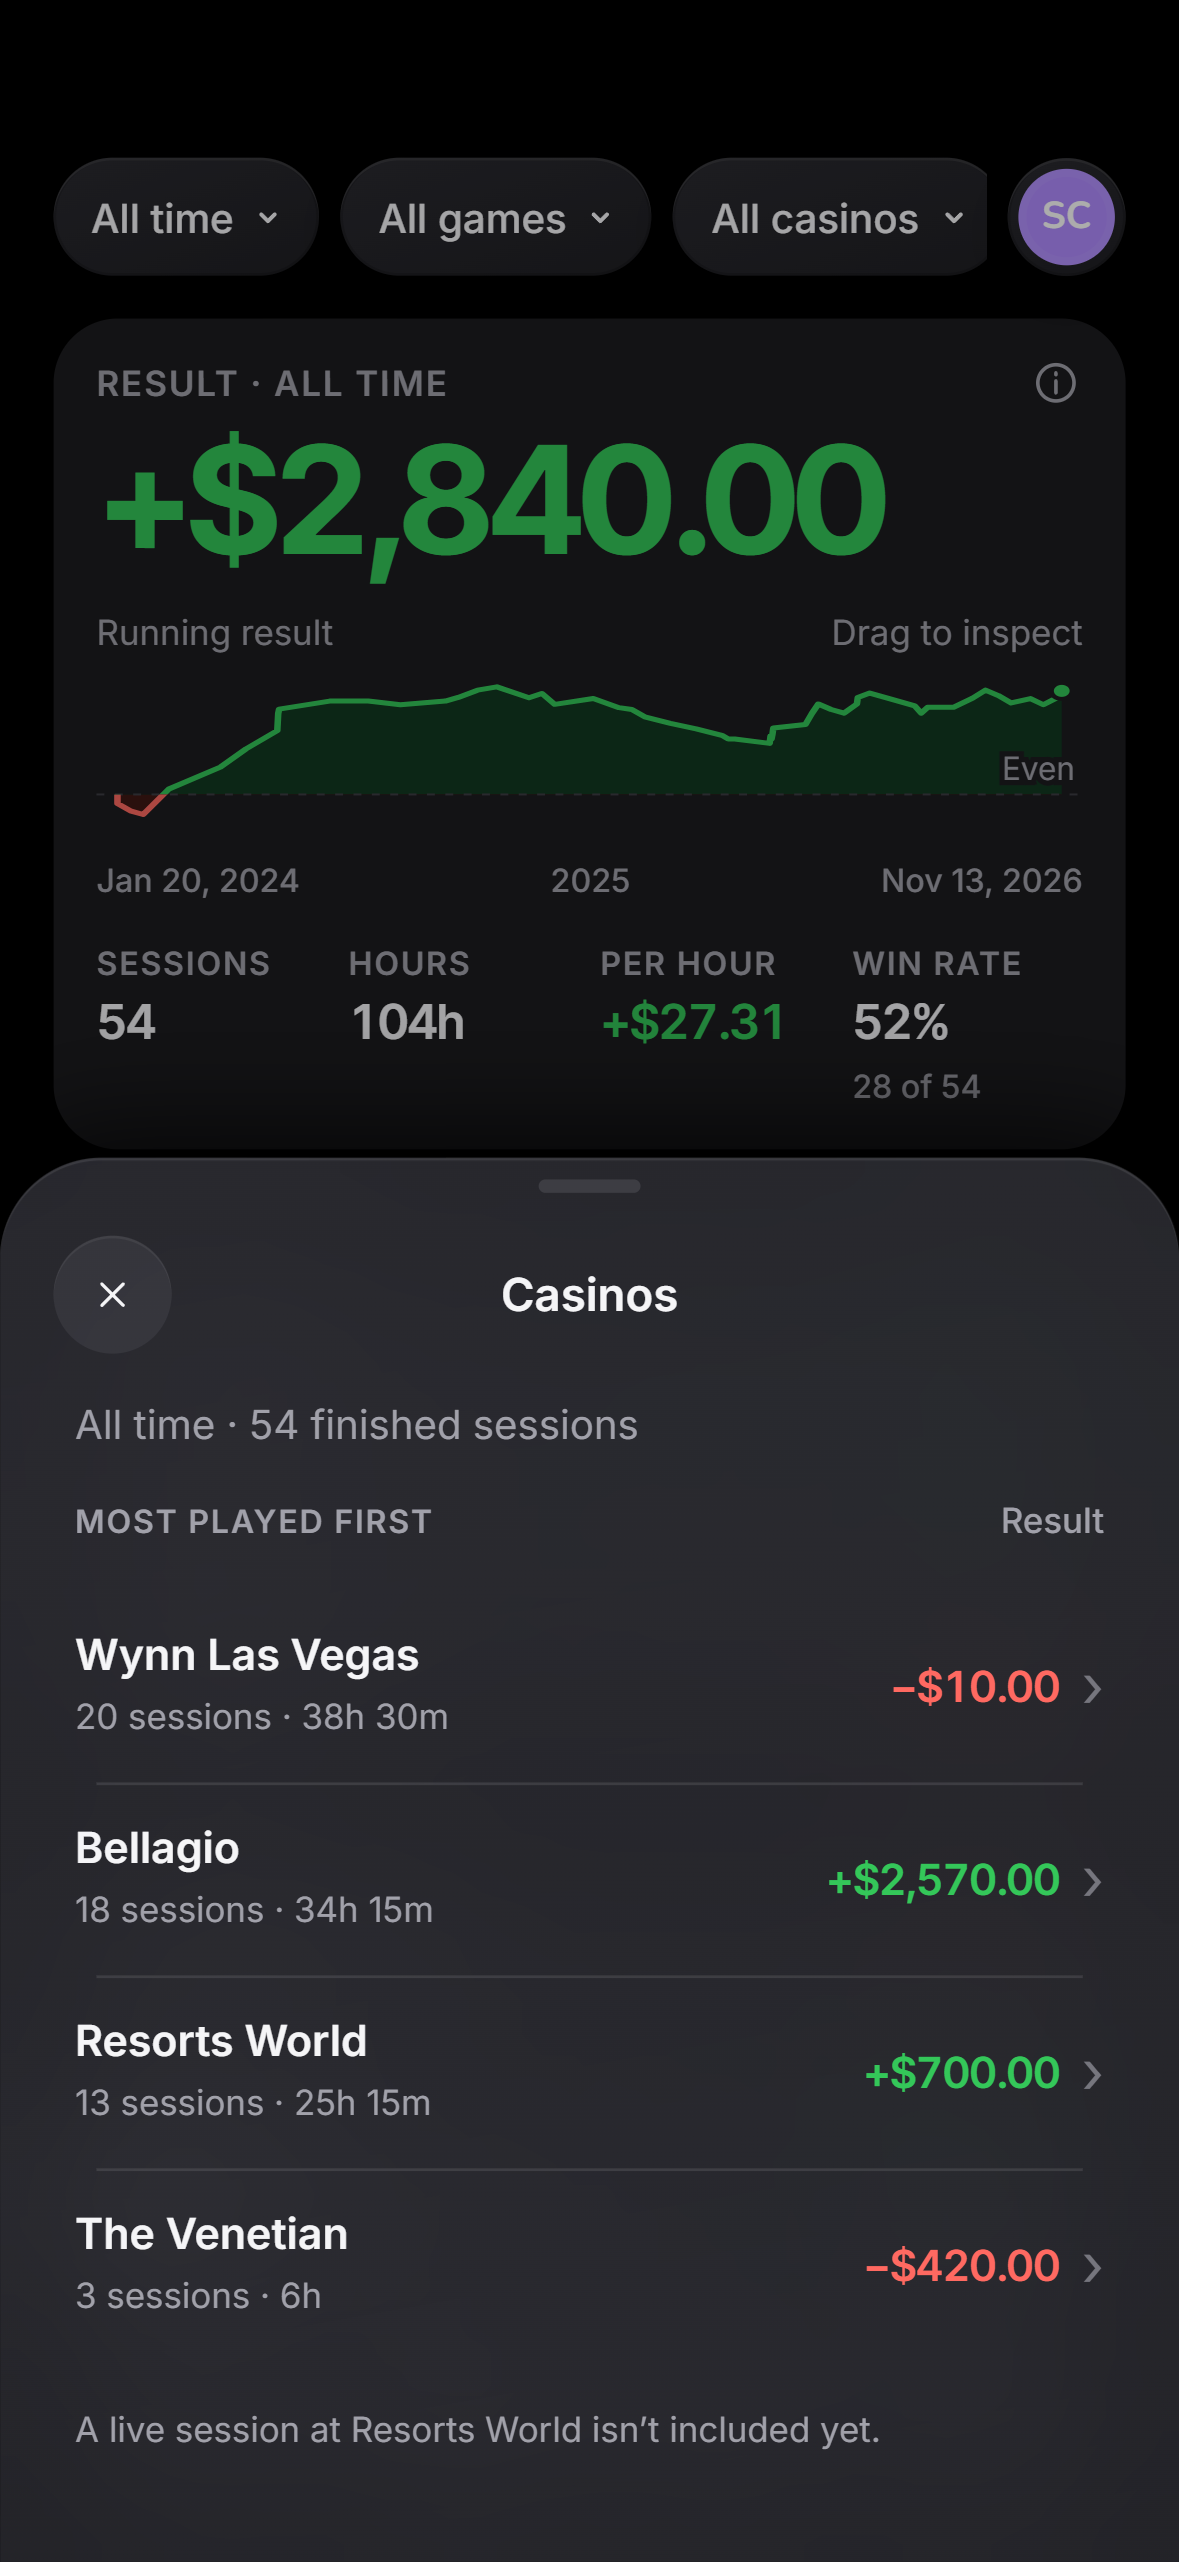 All time
All games
All casinos
SC
RESULT · ALL TIME
+$2,840.00
Running result
Drag to inspect
Even
Jan 20, 2024
2025
Nov 13, 2026
SESSIONS
HOURS
PER HOUR
WIN RATE
54
104h
+$27.31
52%
28 of 54
Casinos
All time · 54 finished sessions
MOST PLAYED FIRST
Result
Wynn Las Vegas
20 sessions · 38h 30m
–$10.00
Bellagio
18 sessions · 34h 15m
+$2,570.00
Resorts World
13 sessions · 25h 15m
+$700.00
The Venetian
3 sessions · 6h
–$420.00
A live session at Resorts World isn’t included yet.